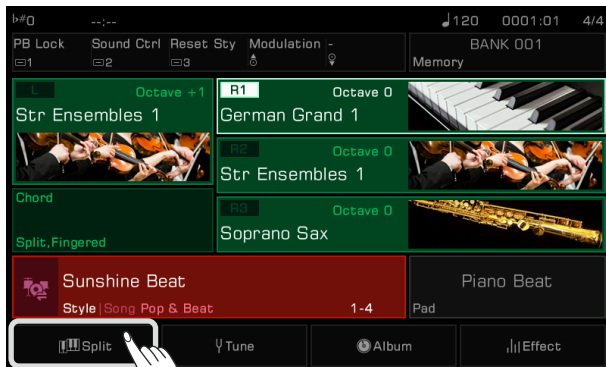 b#0 --:-- ♩120 0001:01 4/4
PB Lock Sound Ctrl Reset Sty Modulation - BANK 001
1 2 3 Memory
L Octave +1
Str Ensembles 1
R1 Octave 0
German Grand 1
R2 Octave 0
Str Ensembles 1
R3 Octave 0
Soprano Sax
Chord
Split,Fingered
Sunshine Beat
Style|Song Pop & Beat 1-4
Piano Beat
Pad
Split Tune Album Effect